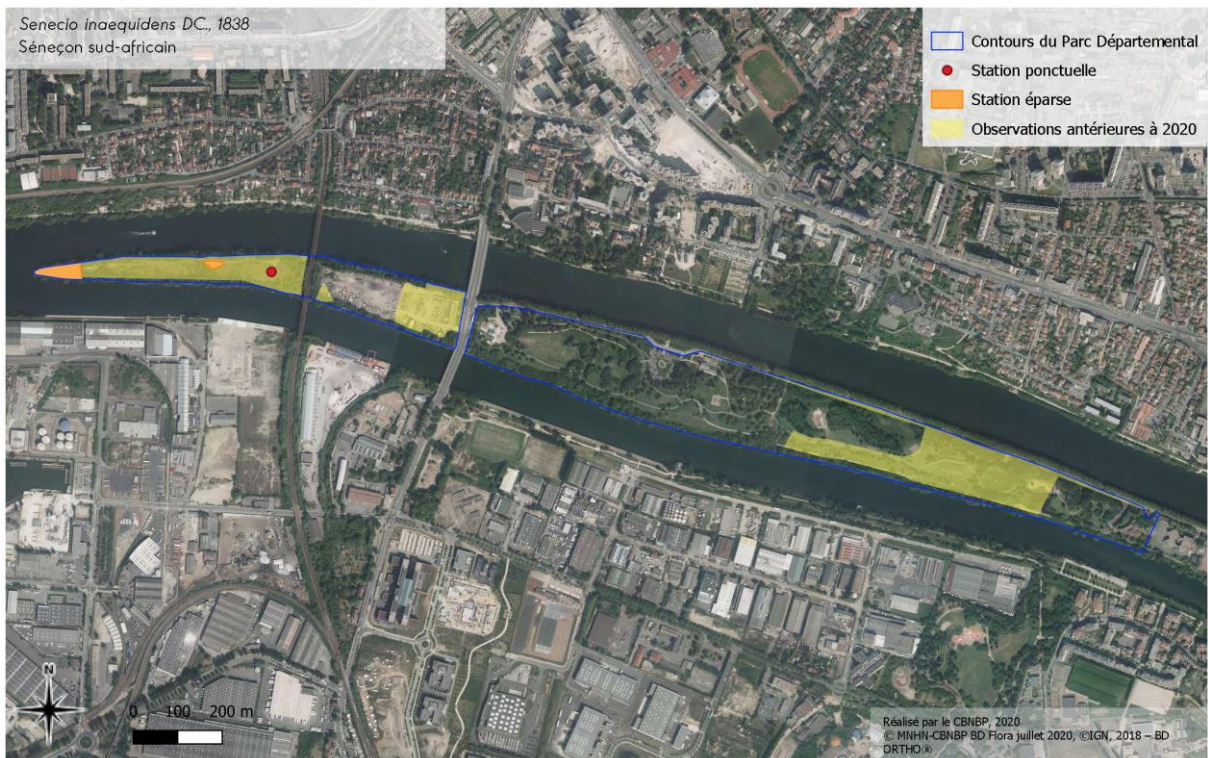 Senecio inaequidens DC., 1838
Séneçon sud-africain
Contours du Parc Départemental
Station ponctuelle
Station éparse
Observations antérieures à 2020
N
0 100 200 m
Réalisé par le CBNBP, 2020
© MNHN-CBNBP BD Flora juillet 2020, ©IGN, 2018 – BD
ORTHO®